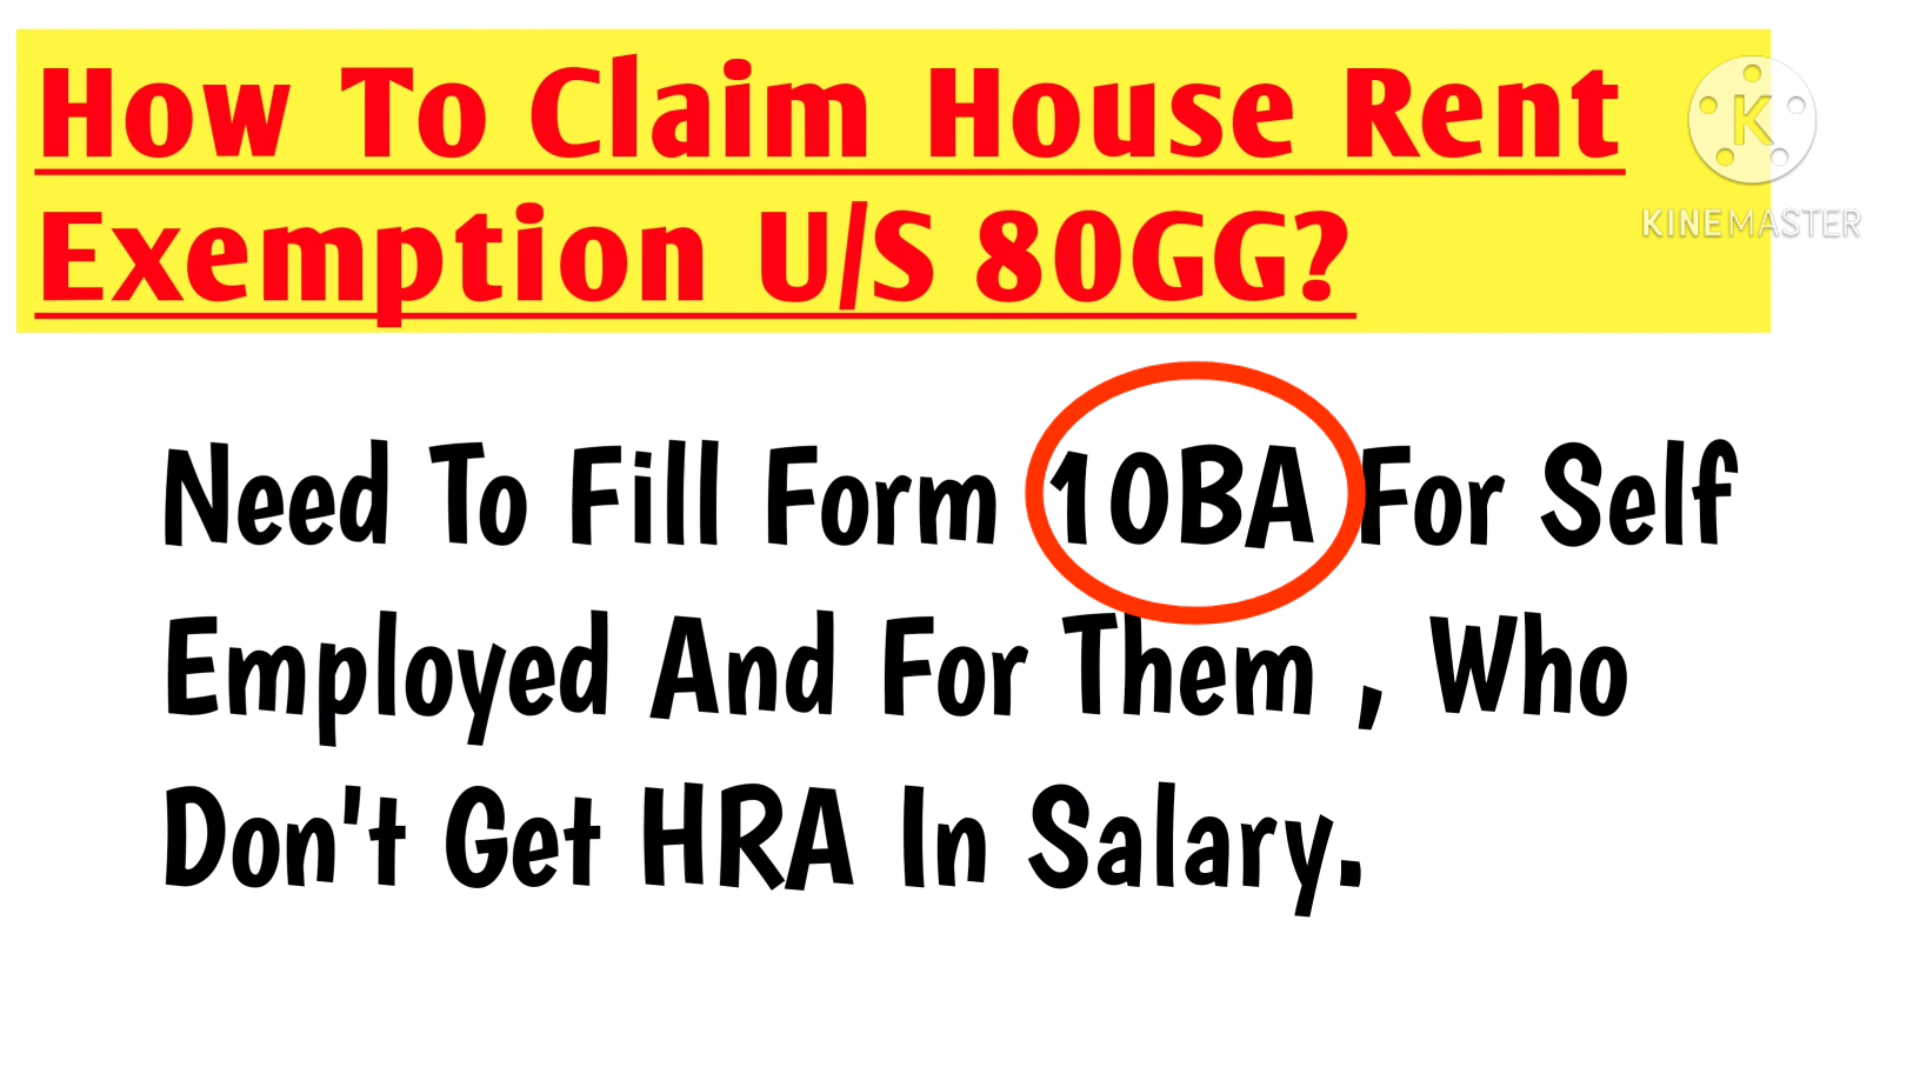 How To Claim House Rent
Exemption U/S 80GG?
K
KINEMASTER
Need To Fill Form 10BA For Self
Employed And For Them , Who
Don't Get HRA In Salary.